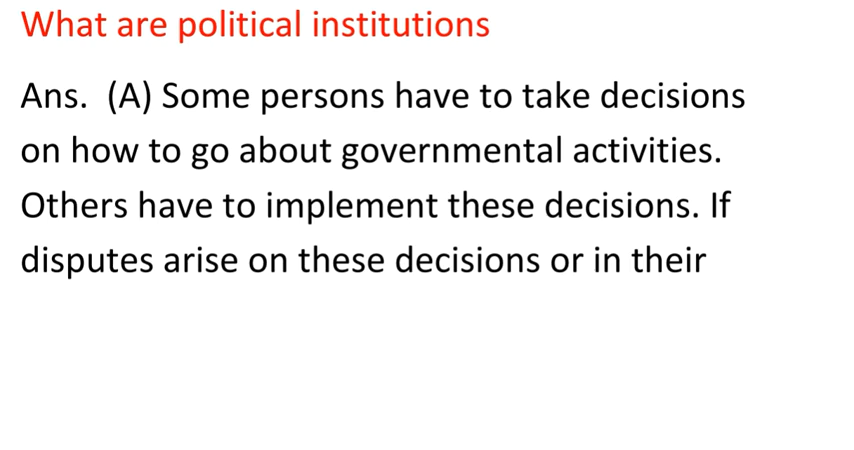 What are political institutions
Ans.  (A) Some persons have to take decisions
on how to go about governmental activities.
Others have to implement these decisions. If
disputes arise on these decisions or in their